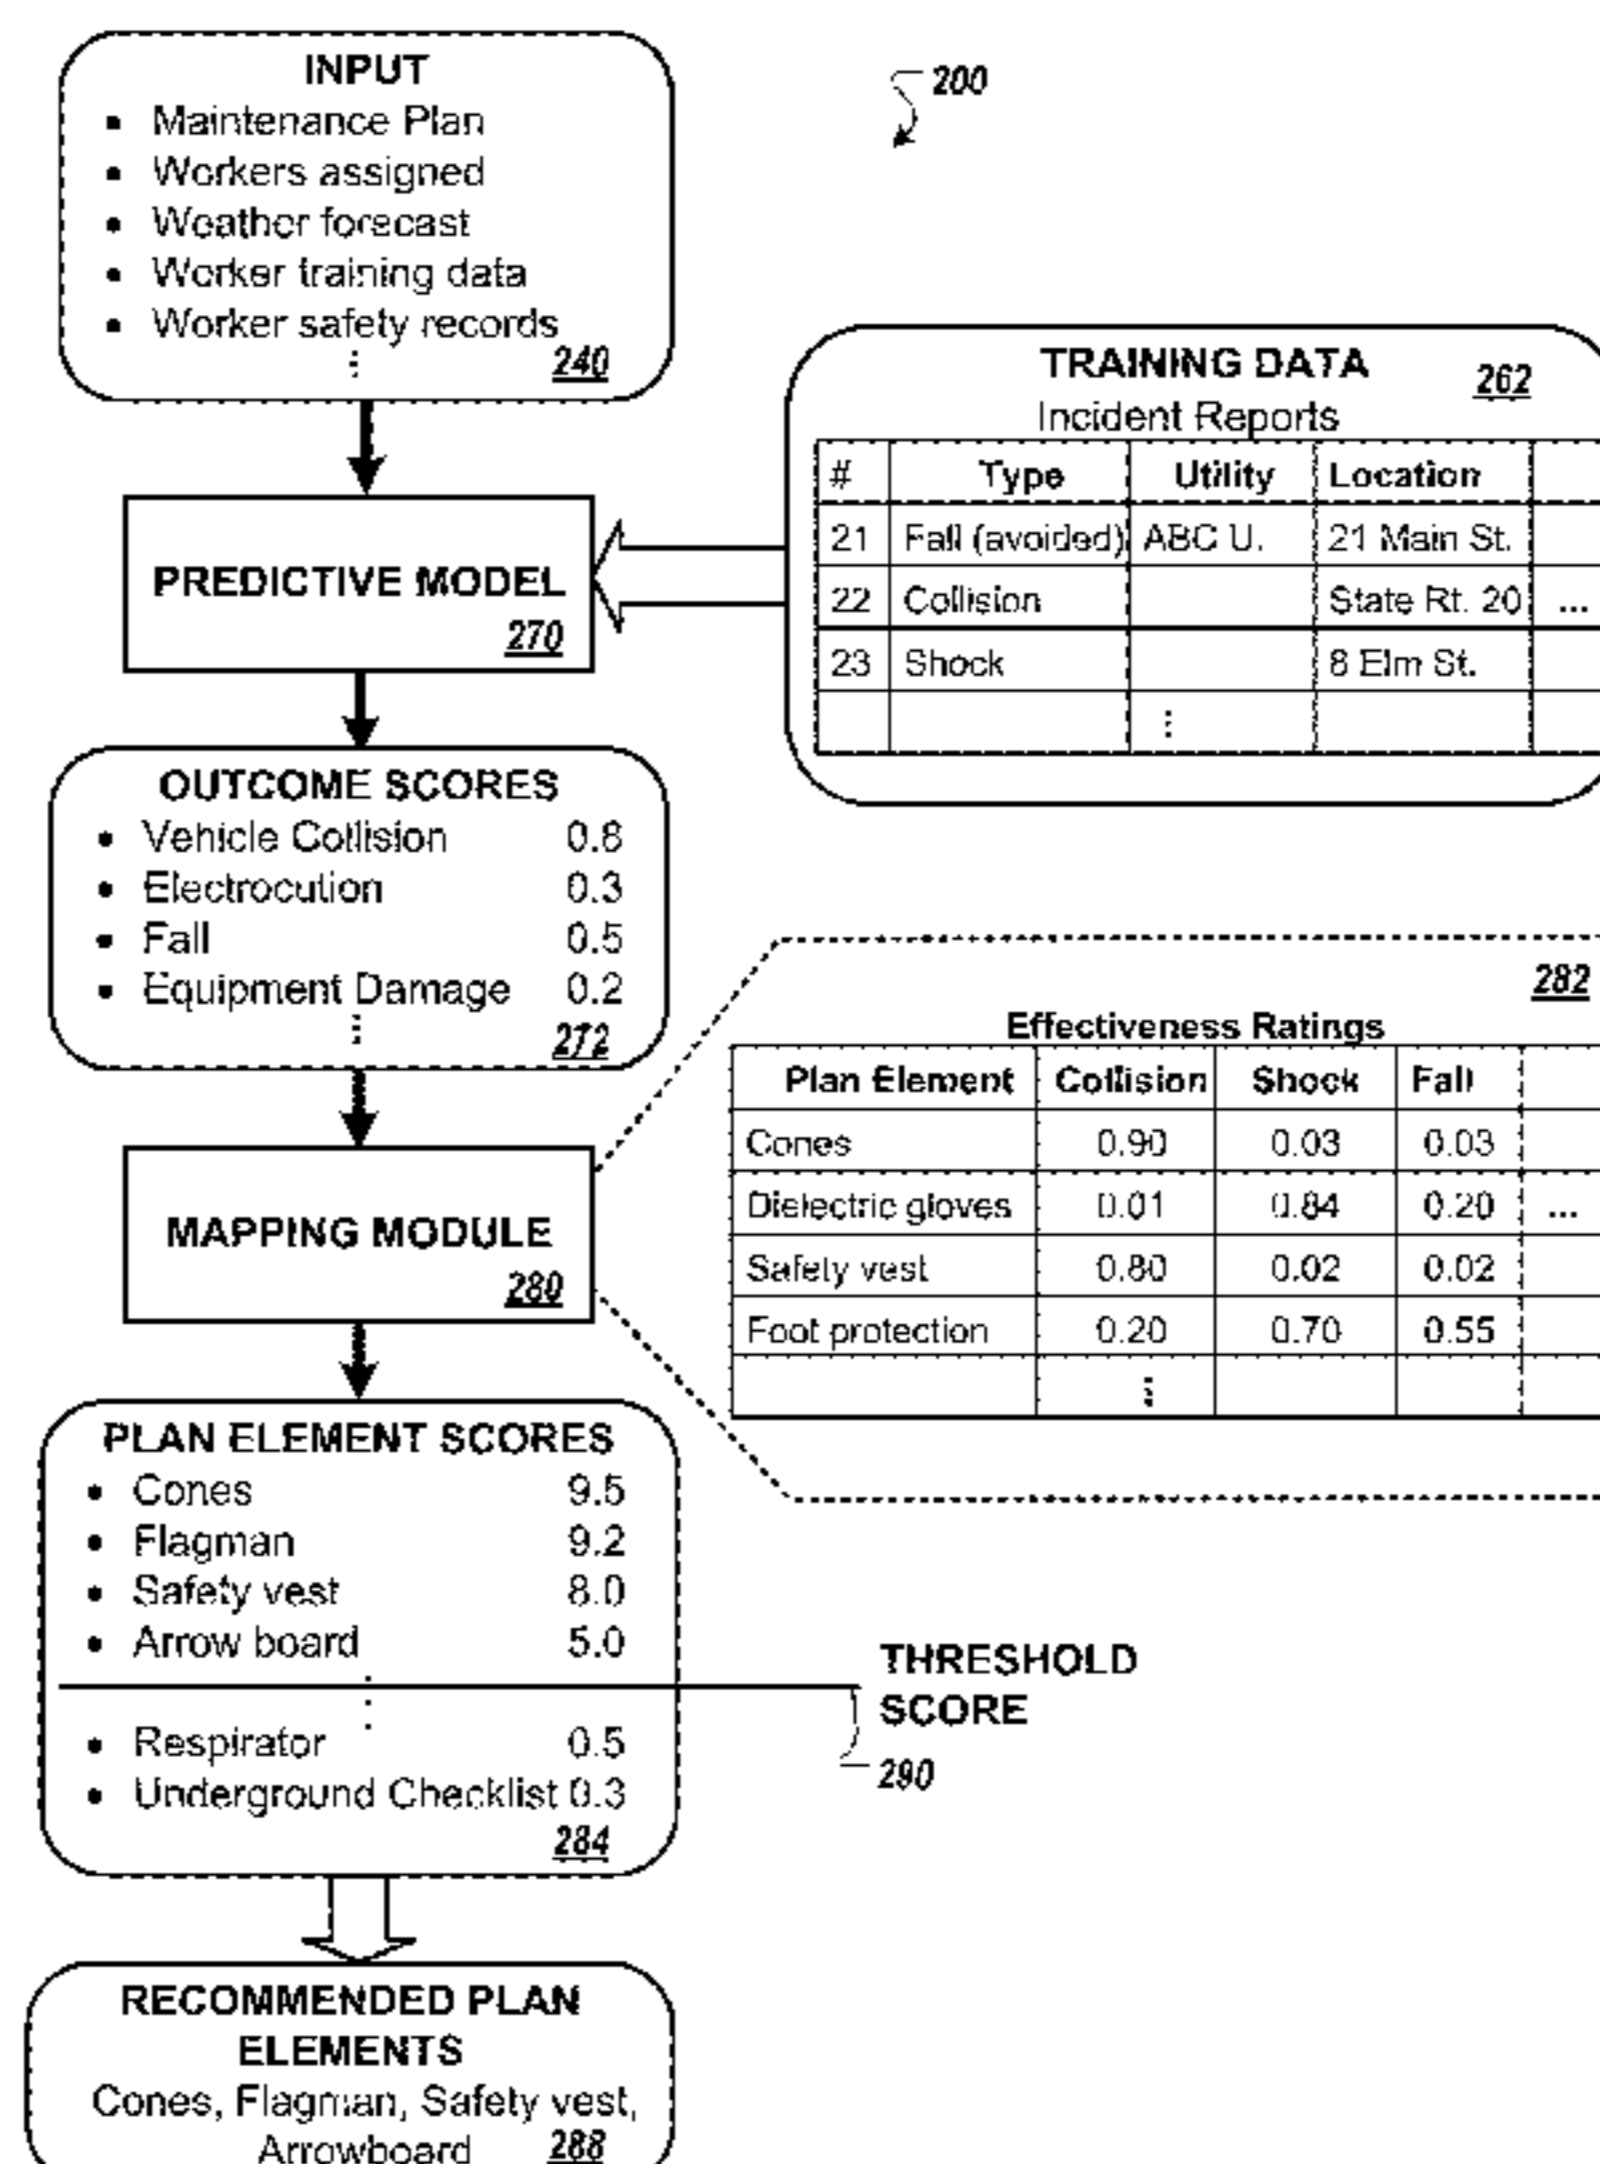 INPUT
• Maintenance Plan
• Workers assigned
• Weather forecast
• Worker training data
• Worker safety records
⋮
240
200
TRAINING DATA
262
Incident Reports
# Type Utility Location
21 Fall (avoided) ABC U. 21 Main St.
22 Collision State Rt. 20 ...
23 Shock 8 Elm St.
⋮
PREDICTIVE MODEL
270
OUTCOME SCORES
• Vehicle Collision 0.8
• Electrocution 0.3
• Fall 0.5
• Equipment Damage 0.2
⋮
272
282
Effectiveness Ratings
Plan Element Collision Shock Fall
Cones 0.90 0.03 0.03
Dielectric gloves 0.01 0.84 0.20 ...
Safety vest 0.80 0.02 0.02
Foot protection 0.20 0.70 0.55
⋮
MAPPING MODULE
280
PLAN ELEMENT SCORES
• Cones 9.5
• Flagman 9.2
• Safety vest 8.0
• Arrow board 5.0
⋮
• Respirator 0.5
• Underground Checklist 0.3
284
THRESHOLD
SCORE
290
RECOMMENDED PLAN
ELEMENTS
Cones, Flagman, Safety vest,
Arrowboard
288